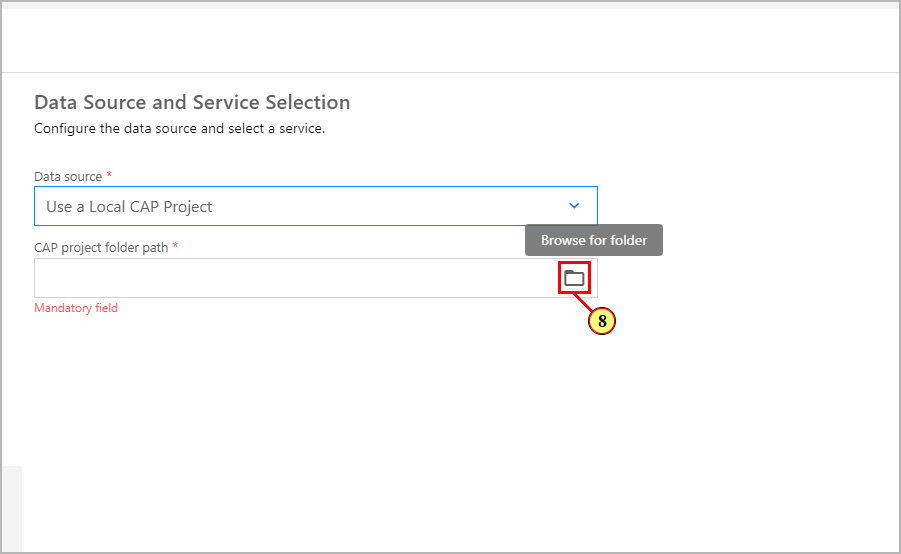 Data Source and Service Selection
Configure the data source and select a service.
Data source *
Use a Local CAP Project
Browse for folder
CAP project folder path *
Mandatory field
8